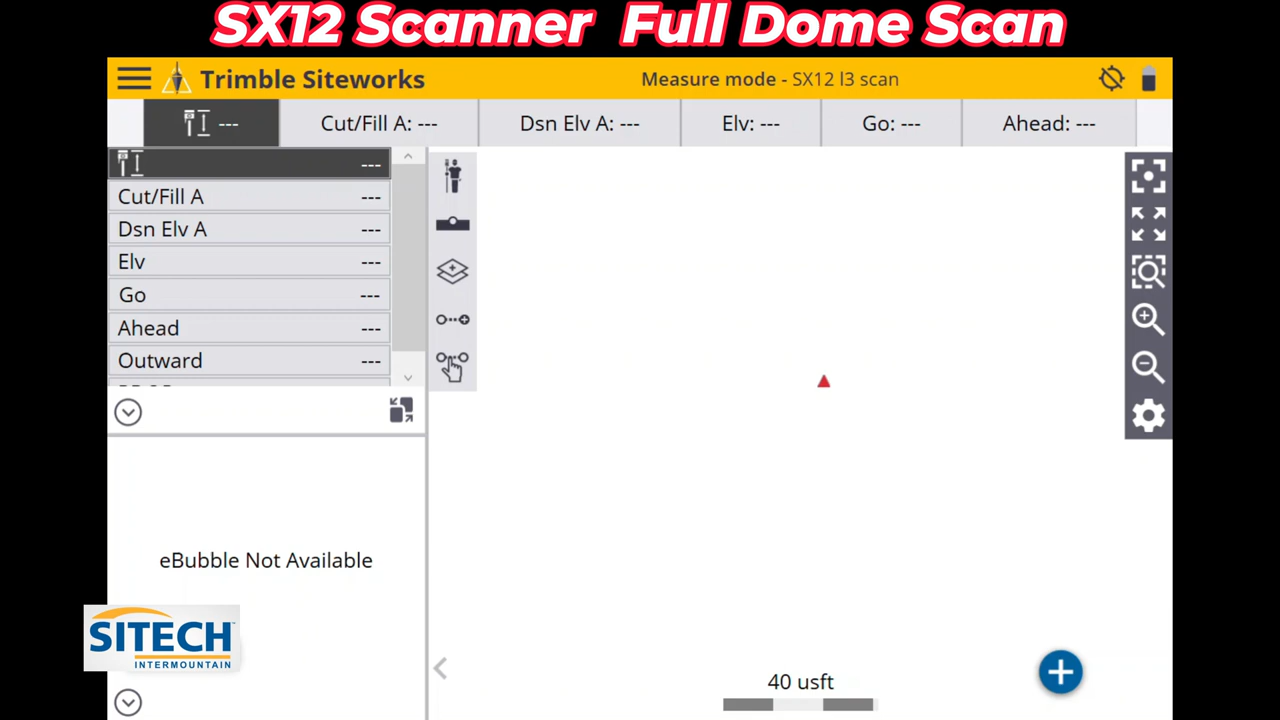 SX12 Scanner Full Dome Scan
Trimble Siteworks
Measure mode - SX12 l3 scan
---
Cut/Fill A: ---
Dsn Elv A: ---
Elv: ---
Go: ---
Ahead: ---
---
Cut/Fill A ---
Dsn Elv A ---
Elv ---
Go ---
Ahead ---
Outward ---
eBubble Not Available
SITECH
INTERMOUNTAIN
40 usft